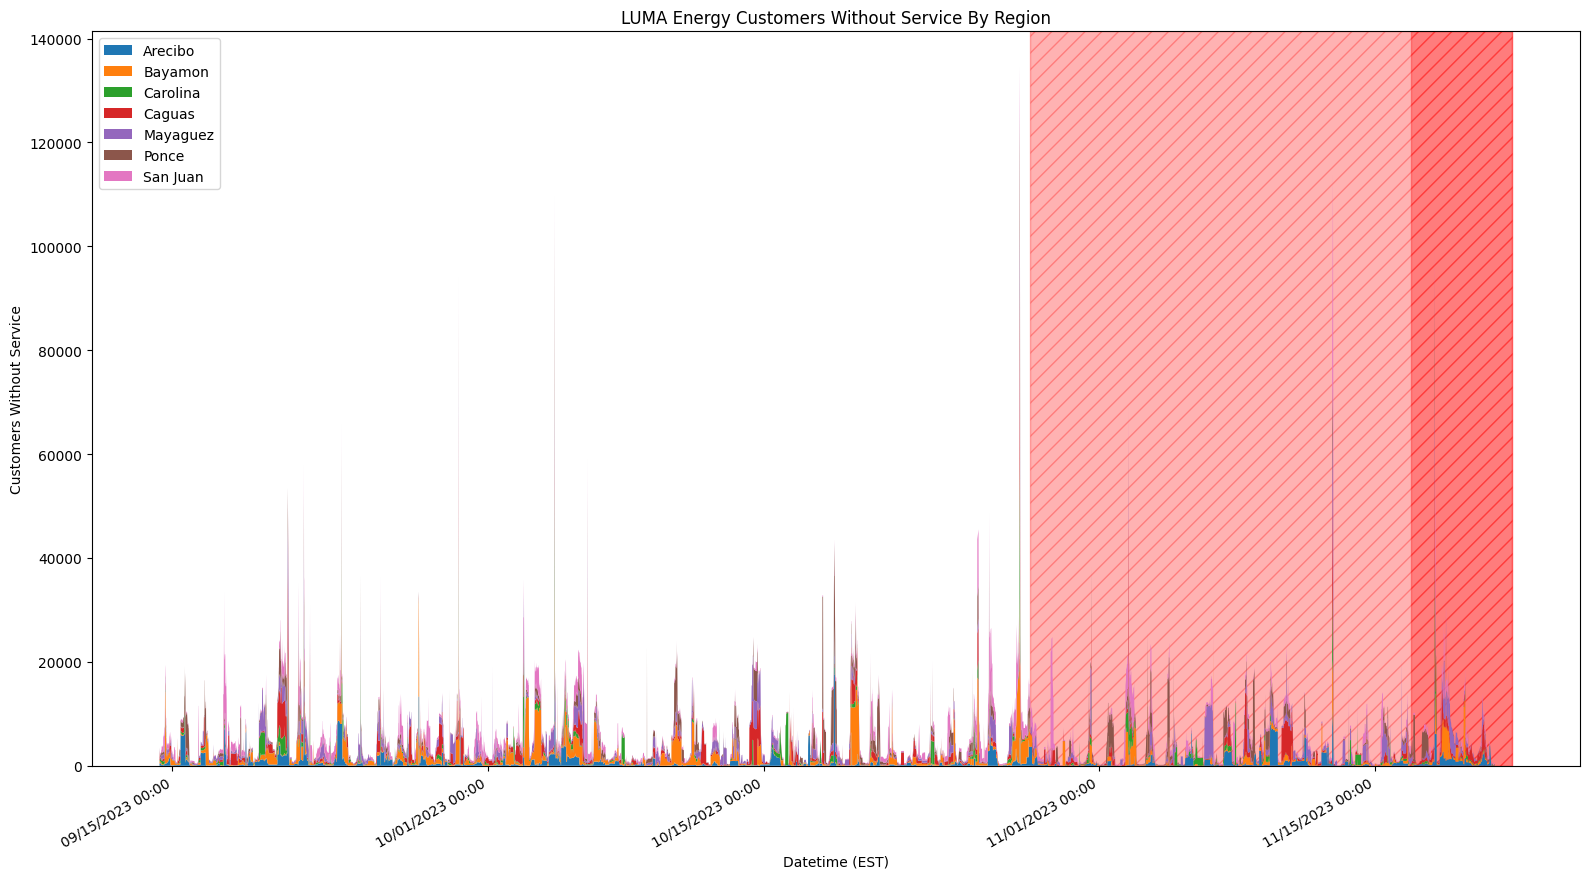 LUMA Energy Customers Without Service By Region
140000
120000
100000
80000
60000
40000
20000
0
Customers Without Service
Arecibo
Bayamon
Carolina
Caguas
Mayaguez
Ponce
San Juan
09/15/2023 00:00
10/01/2023 00:00
10/15/2023 00:00
11/01/2023 00:00
11/15/2023 00:00
Datetime (EST)